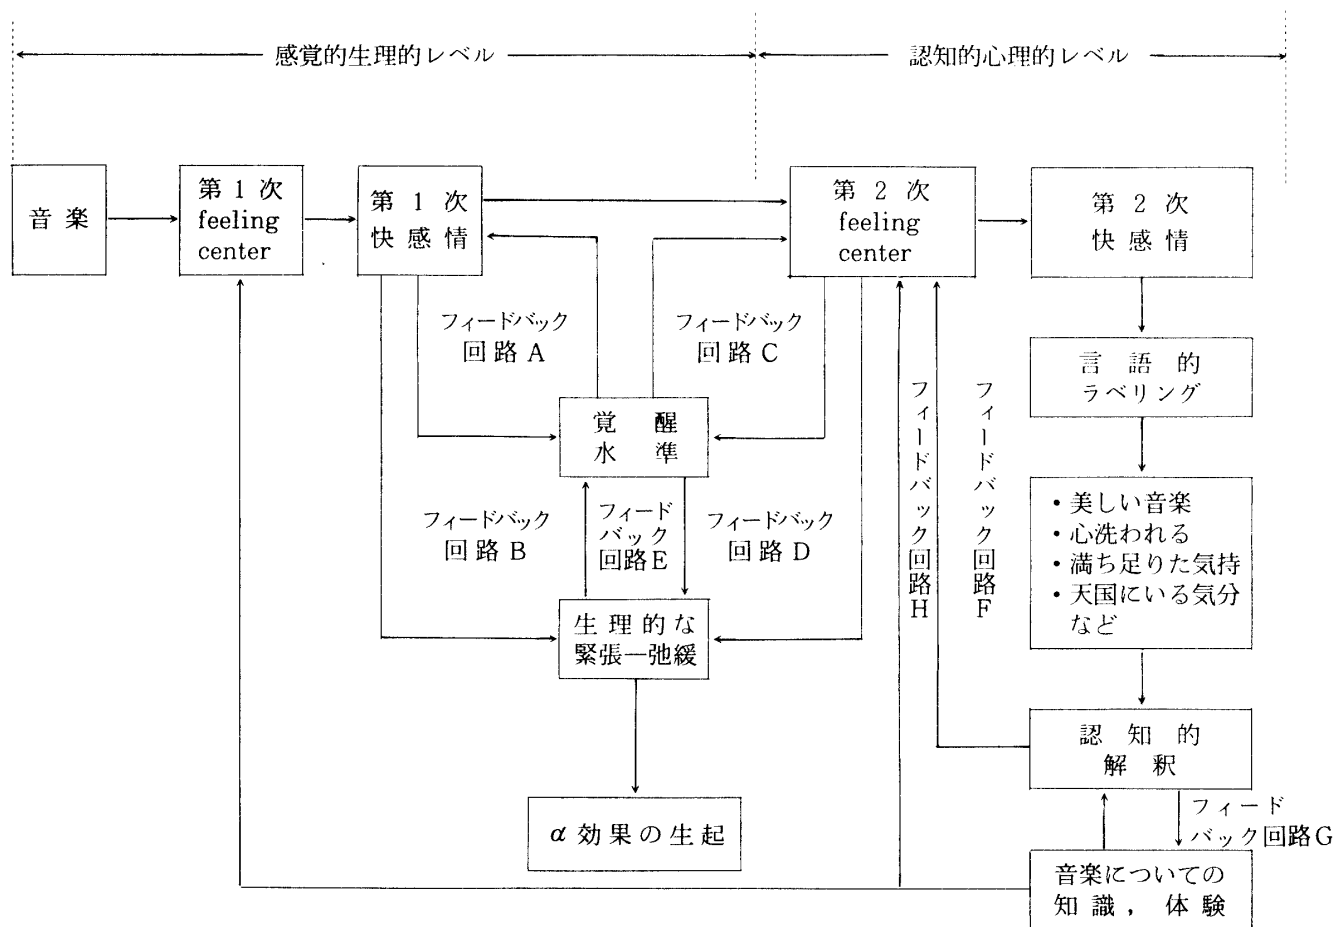 感覚的生理的レベル
認知的心理的レベル
音楽
第1次
feeling
center
第1次
快感情
第2次
feeling
center
第2次
快感情
フィードバック
回路A
フィードバック
回路C
言語的
ラベリング
覚醒
水準
フィードバック回路H
フィードバック回路F
フィードバック
回路B
フィード
バック
回路E
フィードバック
回路D
・美しい音楽
・心洗われる
・満ち足りた気持
・天国にいる気分
など
生理的な
緊張―弛緩
認知的
解釈
α効果の生起
フィード
バック回路G
音楽についての
知識，体験